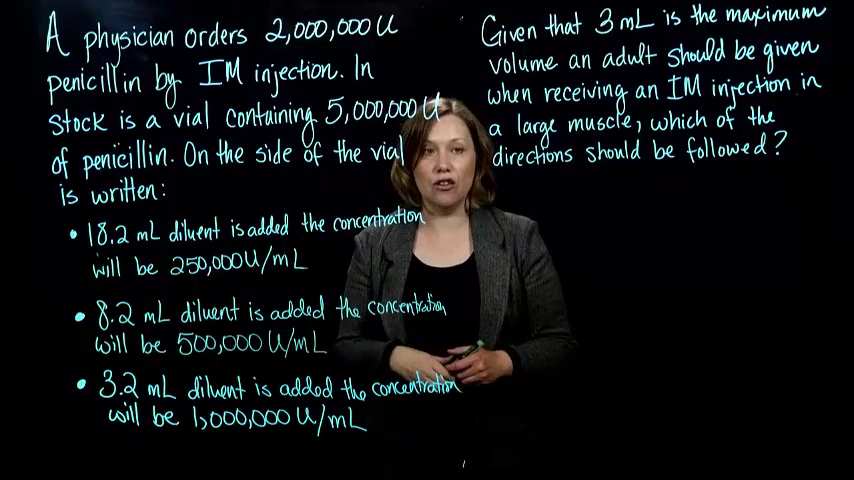 A physician orders 2,000,000 U
penicillin by IM injection. In
stock is a vial containing 5,000,000 U
of penicillin. On the side of the vial
is written:
• 18.2 mL diluent is added the concentration
will be 250,000 U/mL
• 8.2 mL diluent is added the concentration
will be 500,000 U/mL
• 3.2 mL diluent is added the concentration
will be 1,000,000 U/mL
Given that 3 mL is the maximum
volume an adult should be given
when receiving an IM injection in
a large muscle, which of the
directions should be followed?